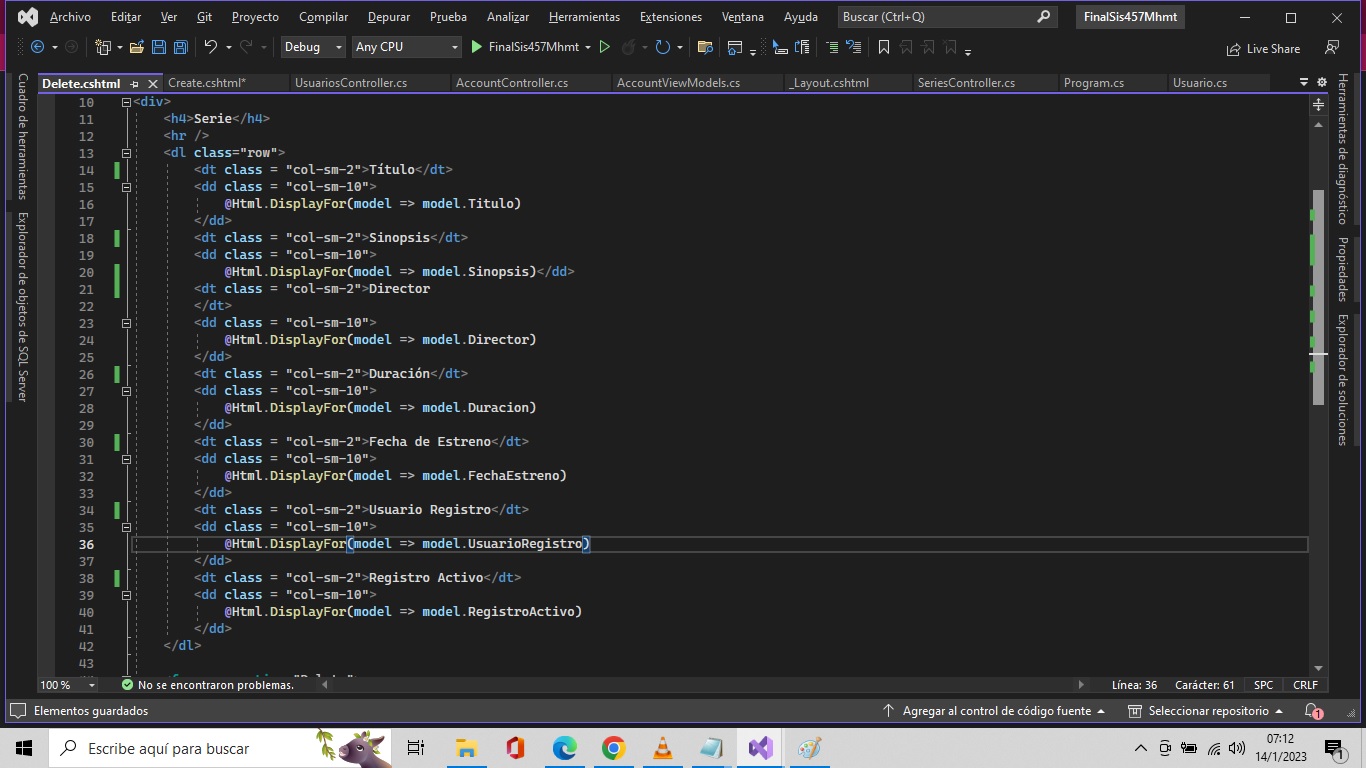 Archivo Editar Ver Git Proyecto Compilar Depurar Prueba Analizar Herramientas Extensiones Ventana Ayuda Buscar (Ctrl+Q) FinalSis457Mhmt
Debug Any CPU FinalSis457Mhmt Live Share
Delete.cshtml Create.cshtml* UsuariosController.cs AccountController.cs AccountViewModels.cs _Layout.cshtml SeriesController.cs Program.cs Usuario.cs
Cuadro de herramientas
Explorador de objetos de SQL Server
10 <div>
11 <h4>Serie</h4>
12 <hr />
13 <dl class="row">
14 <dt class = "col-sm-2">Título</dt>
15 <dd class = "col-sm-10">
16 @Html.DisplayFor(model => model.Titulo)
17 </dd>
18 <dt class = "col-sm-2">Sinopsis</dt>
19 <dd class = "col-sm-10">
20 @Html.DisplayFor(model => model.Sinopsis)</dd>
21 <dt class = "col-sm-2">Director
22 </dt>
23 <dd class = "col-sm-10">
24 @Html.DisplayFor(model => model.Director)
25 </dd>
26 <dt class = "col-sm-2">Duración</dt>
27 <dd class = "col-sm-10">
28 @Html.DisplayFor(model => model.Duracion)
29 </dd>
30 <dt class = "col-sm-2">Fecha de Estreno</dt>
31 <dd class = "col-sm-10">
32 @Html.DisplayFor(model => model.FechaEstreno)
33 </dd>
34 <dt class = "col-sm-2">Usuario Registro</dt>
35 <dd class = "col-sm-10">
36 @Html.DisplayFor(model => model.UsuarioRegistro)
37 </dd>
38 <dt class = "col-sm-2">Registro Activo</dt>
39 <dd class = "col-sm-10">
40 @Html.DisplayFor(model => model.RegistroActivo)
41 </dd>
42 </dl>
43
Herramientas de diagnóstico
Propiedades
Explorador de soluciones
100 % No se encontraron problemas. Línea: 36 Carácter: 61 SPC CRLF
Elementos guardados Agregar al control de código fuente Seleccionar repositorio 1
Escribe aquí para buscar 07:12
14/1/2023 1